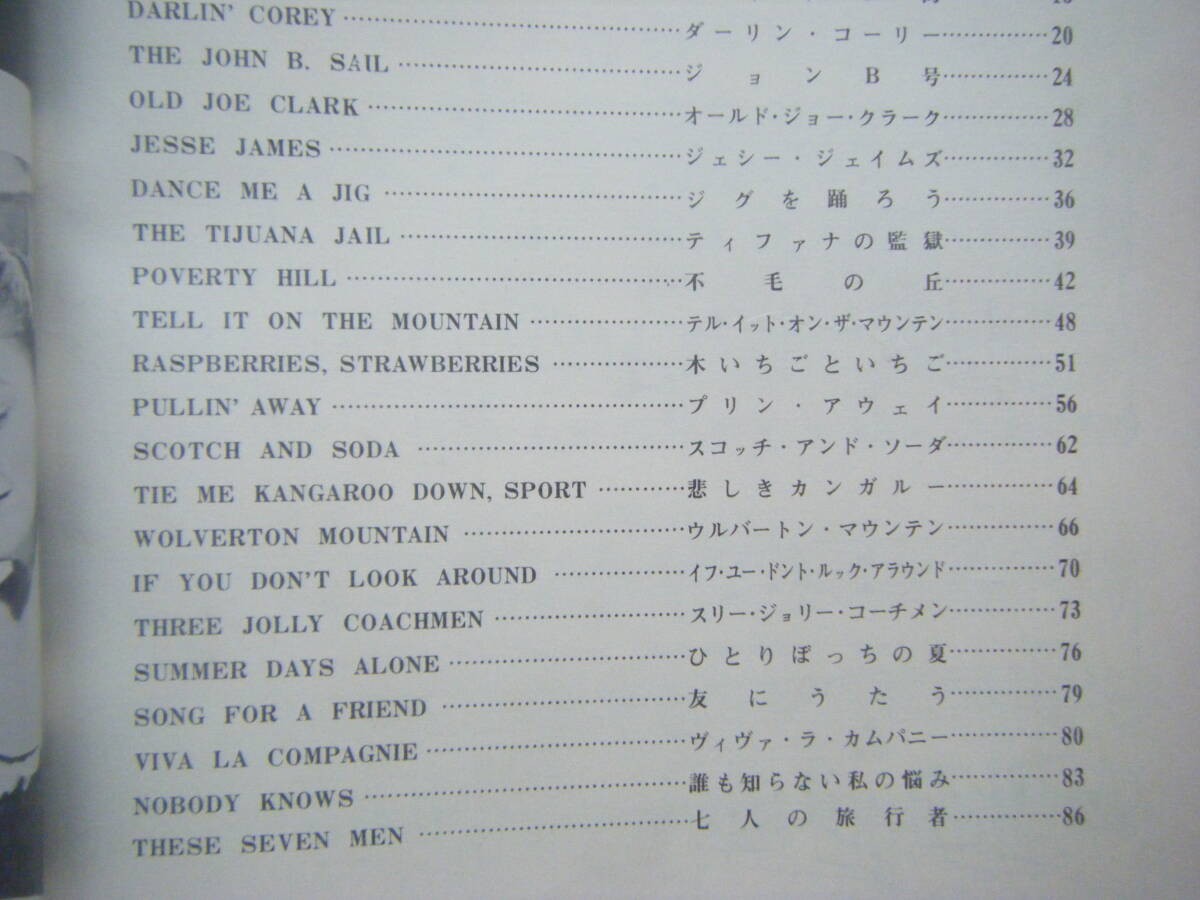 DARLIN' COREY……………………………ダーリン・コーリー……………20
THE JOHN B. SAIL……………………………ジョンB号……………24
OLD JOE CLARK……………………………オールド・ジョー・クラーク……………28
JESSE JAMES……………………………ジェシー・ジェイムズ……………32
DANCE ME A JIG……………………………ジグを踊ろう……………36
THE TIJUANA JAIL……………………………ティファナの監獄……………39
POVERTY HILL……………………………不毛の丘……………42
TELL IT ON THE MOUNTAIN……………テル・イット・オン・ザ・マウンテン……………48
RASPBERRIES, STRAWBERRIES……………木いちごといちご……………51
PULLIN' AWAY……………………………プリン・アウェイ……………56
SCOTCH AND SODA……………………………スコッチ・アンド・ソーダ……………62
TIE ME KANGAROO DOWN, SPORT…………悲しきカンガルー……………64
WOLVERTON MOUNTAIN……………………ウルバートン・マウンテン……………66
IF YOU DON'T LOOK AROUND……………イフ・ユー・ドント・ルック・アラウンド……………70
THREE JOLLY COACHMEN…………………スリー・ジョリー・コーチメン……………73
SUMMER DAYS ALONE……………………ひとりぼっちの夏……………76
SONG FOR A FRIEND……………………友にうたう……………79
VIVA LA COMPAGNIE……………………ヴィヴァ・ラ・カムパニー……………80
NOBODY KNOWS……………………………誰も知らない私の悩み……………83
THESE SEVEN MEN……………………七人の旅行者……………86